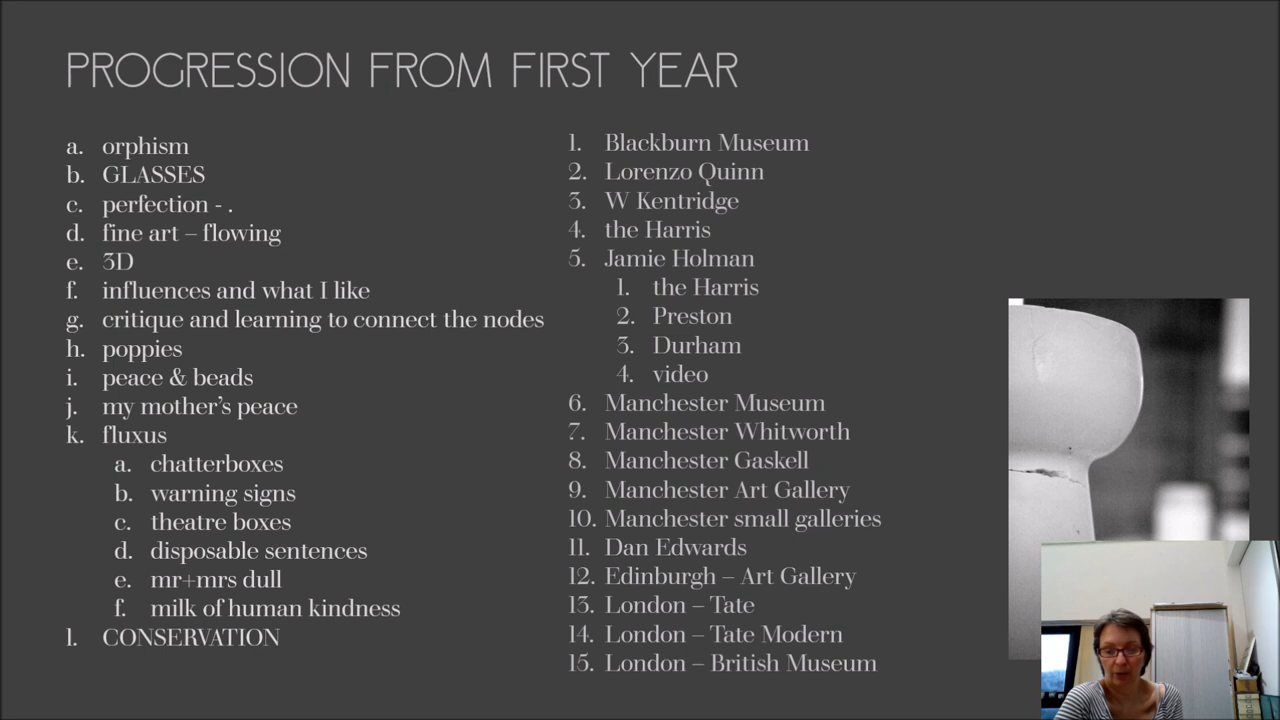 PROGRESSION FROM FIRST YEAR
a. orphism
b. GLASSES
c. perfection - .
d. fine art – flowing
e. 3D
f. influences and what I like
g. critique and learning to connect the nodes
h. poppies
i. peace & beads
j. my mother's peace
k. fluxus
a. chatterboxes
b. warning signs
c. theatre boxes
d. disposable sentences
e. mr+mrs dull
f. milk of human kindness
l. CONSERVATION
1. Blackburn Museum
2. Lorenzo Quinn
3. W Kentridge
4. the Harris
5. Jamie Holman
1. the Harris
2. Preston
3. Durham
4. video
6. Manchester Museum
7. Manchester Whitworth
8. Manchester Gaskell
9. Manchester Art Gallery
10. Manchester small galleries
11. Dan Edwards
12. Edinburgh – Art Gallery
13. London – Tate
14. London – Tate Modern
15. London – British Museum